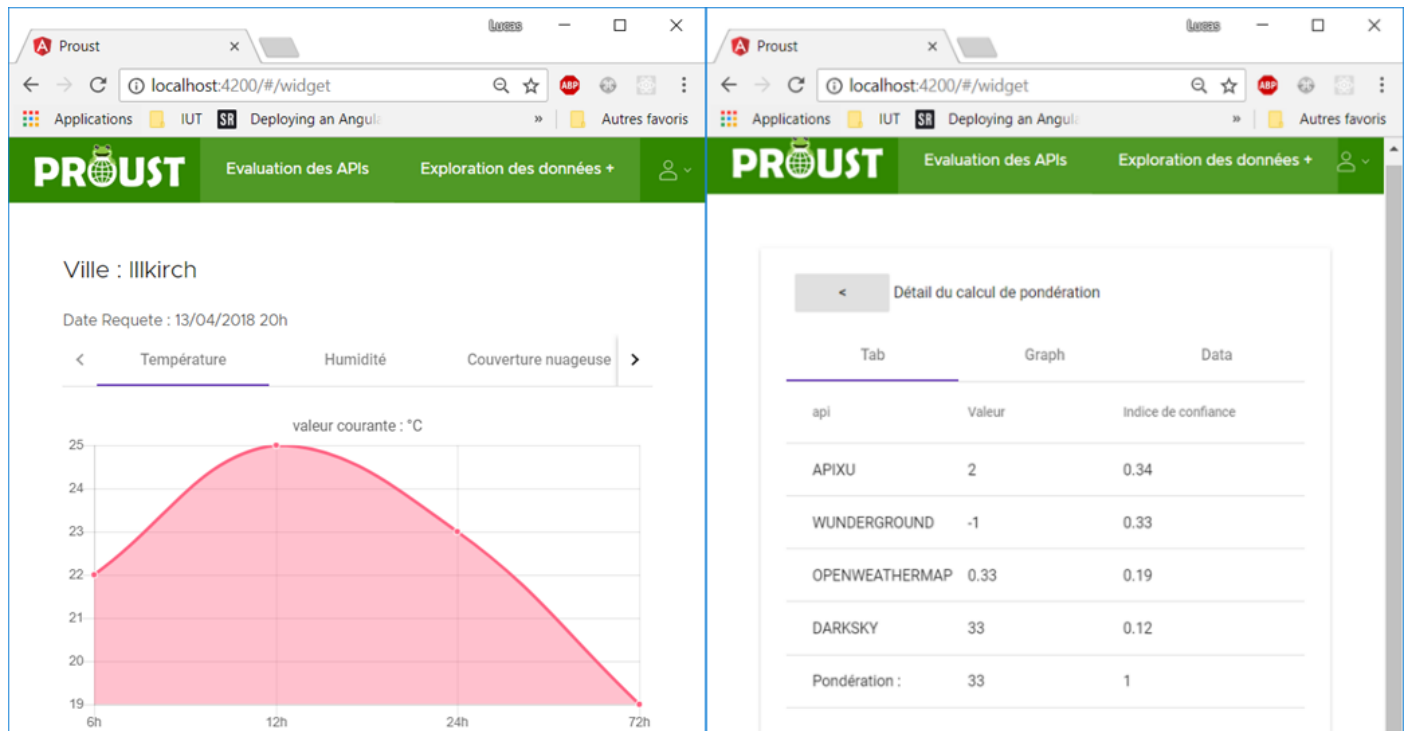 Lucas
Proust
localhost:4200/#/widget
ABP
Applications IUT SR Deploying an Angula » Autres favoris
PROUST Evaluation des APIs Exploration des données +
Ville : Illkirch
Date Requete : 13/04/2018 20h
< Température Humidité Couverture nuageuse >
valeur courante : °C
25
24
23
22
21
20
19
6h 12h 24h 72h
Lucas
Proust
localhost:4200/#/widget
ABP
Applications IUT SR Deploying an Angula » Autres favoris
PROUST Evaluation des APIs Exploration des données +
< Détail du calcul de pondération
Tab Graph Data
api Valeur Indice de confiance
APIXU 2 0.34
WUNDERGROUND -1 0.33
OPENWEATHERMAP 0.33 0.19
DARKSKY 33 0.12
Pondération : 33 1